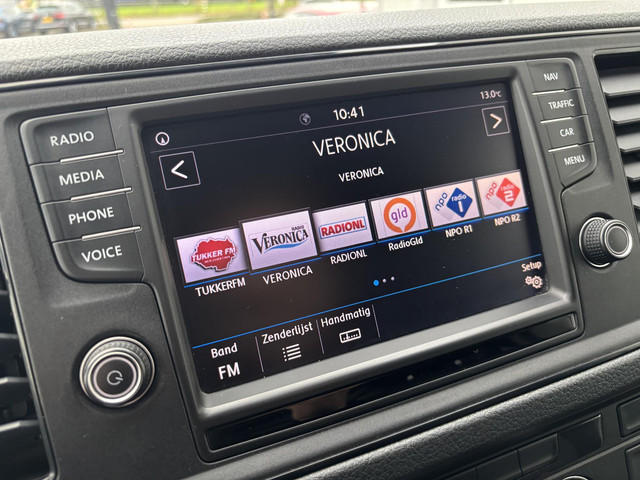 RADIO
MEDIA
PHONE
VOICE
10:41
13.0°C
VERONICA
VERONICA
TUKKER FM
RADIO
VERONICA
RADIONL
gld
npo radio 1
npo radio 2
TUKKERFM
VERONICA
RADIONL
RadioGld
NPO R1
NPO R2
Setup
Band
FM
Zenderlijst
Handmatig
NAV
TRAFFIC
CAR
MENU